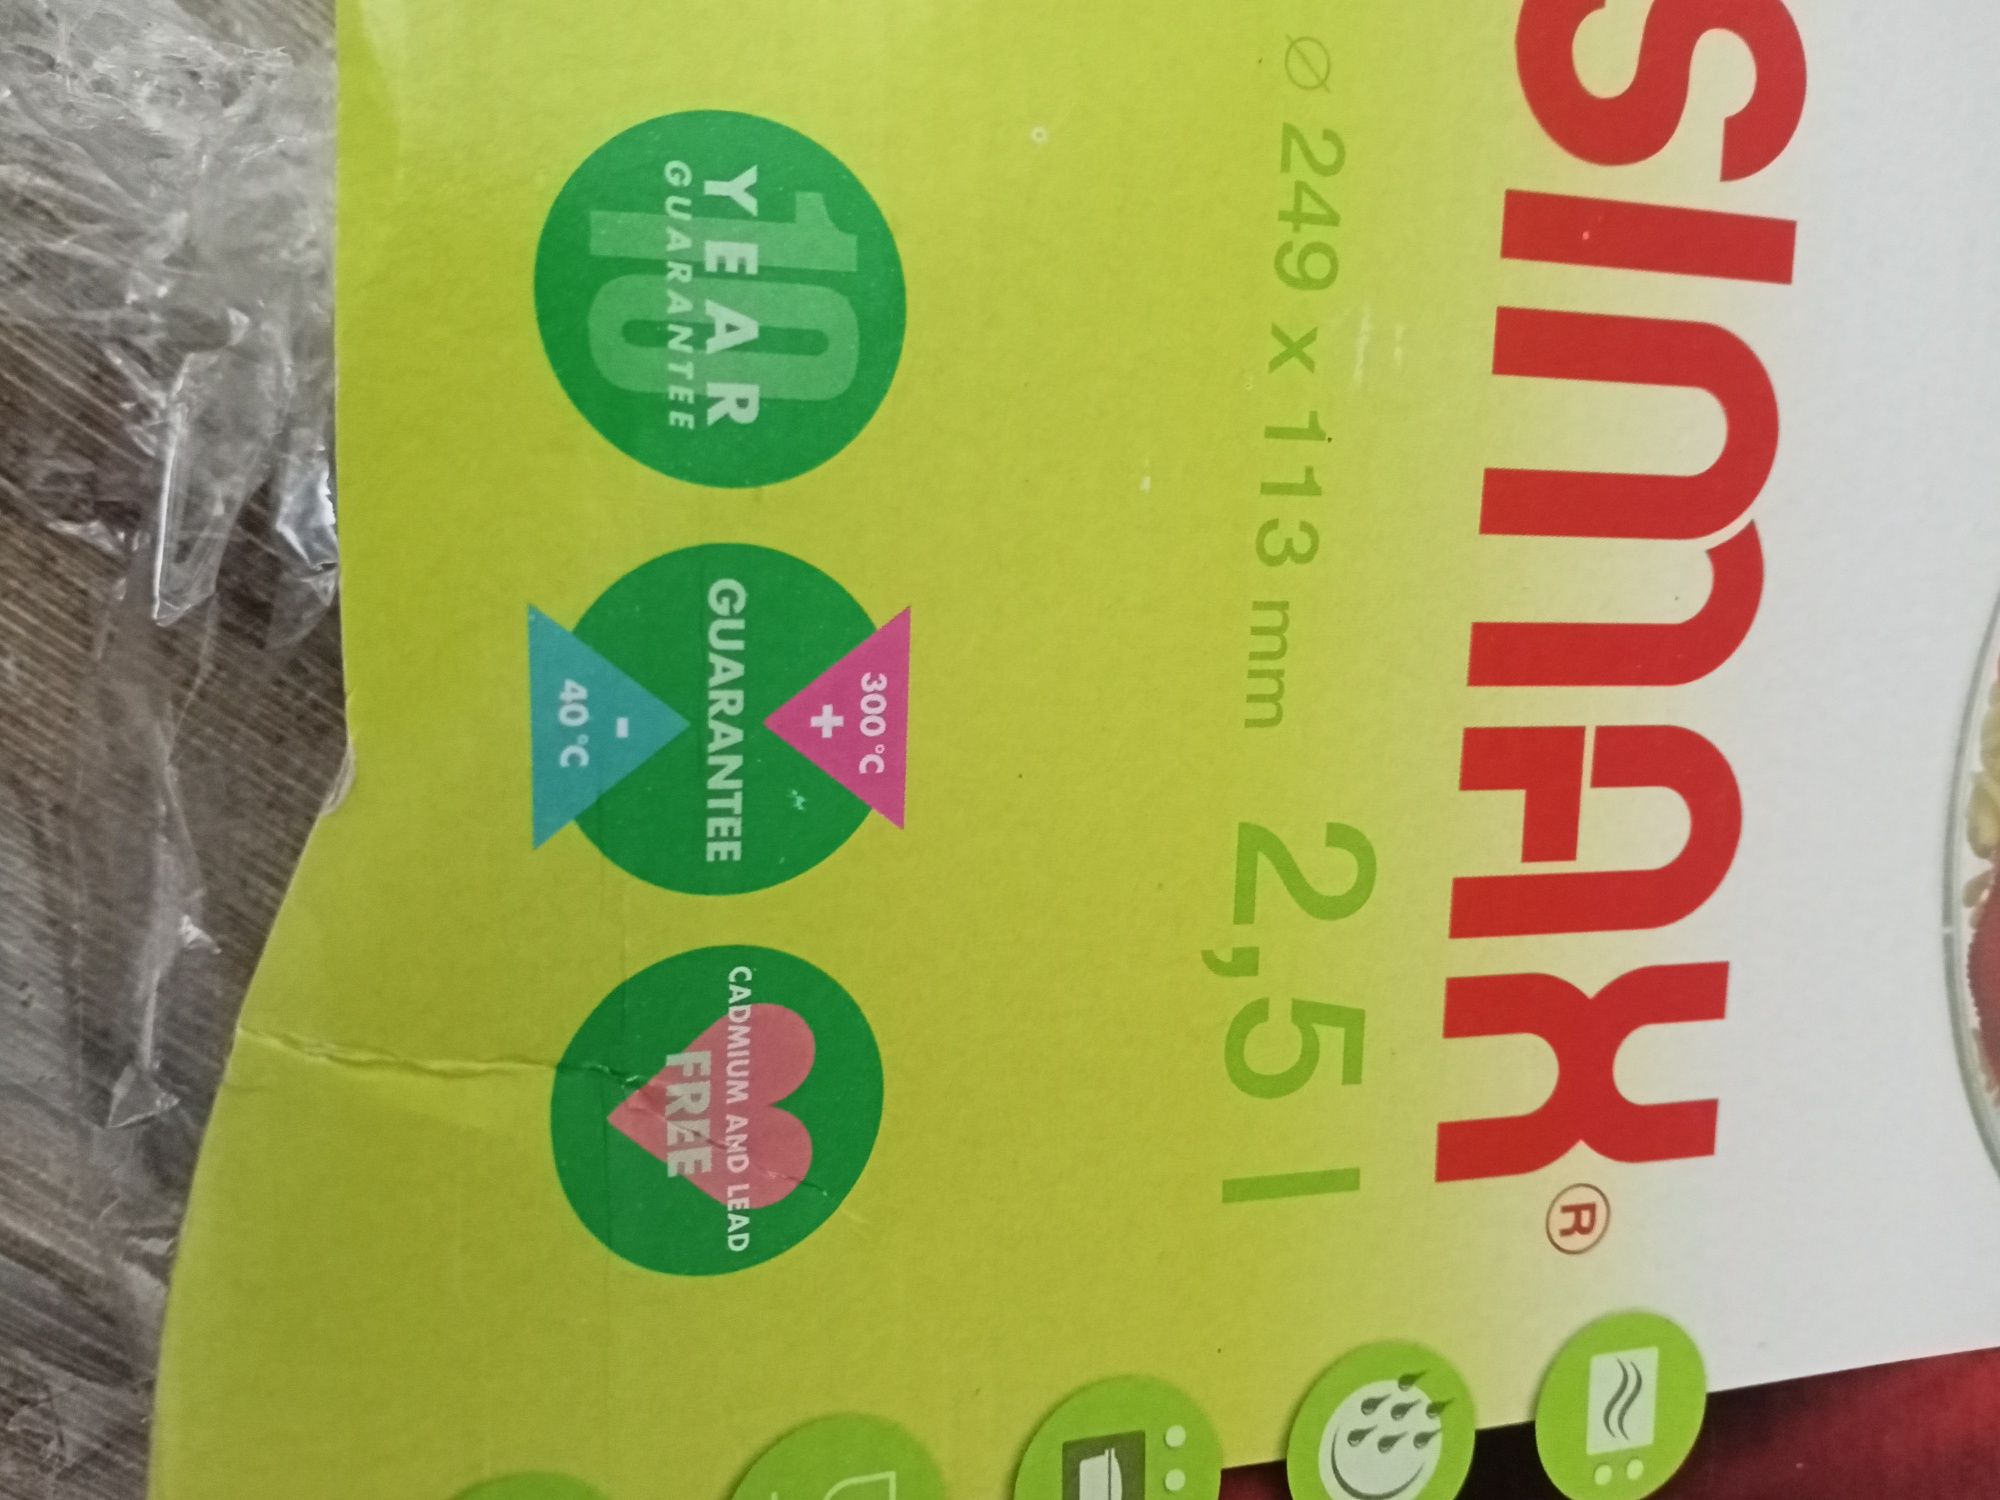 SIMAX®
Ø 249 x 113 mm 2,5 l
10
YEAR
GUARANTEE
300°C
+
GUARANTEE
-
40°C
CADMIUM AND LEAD
FREE